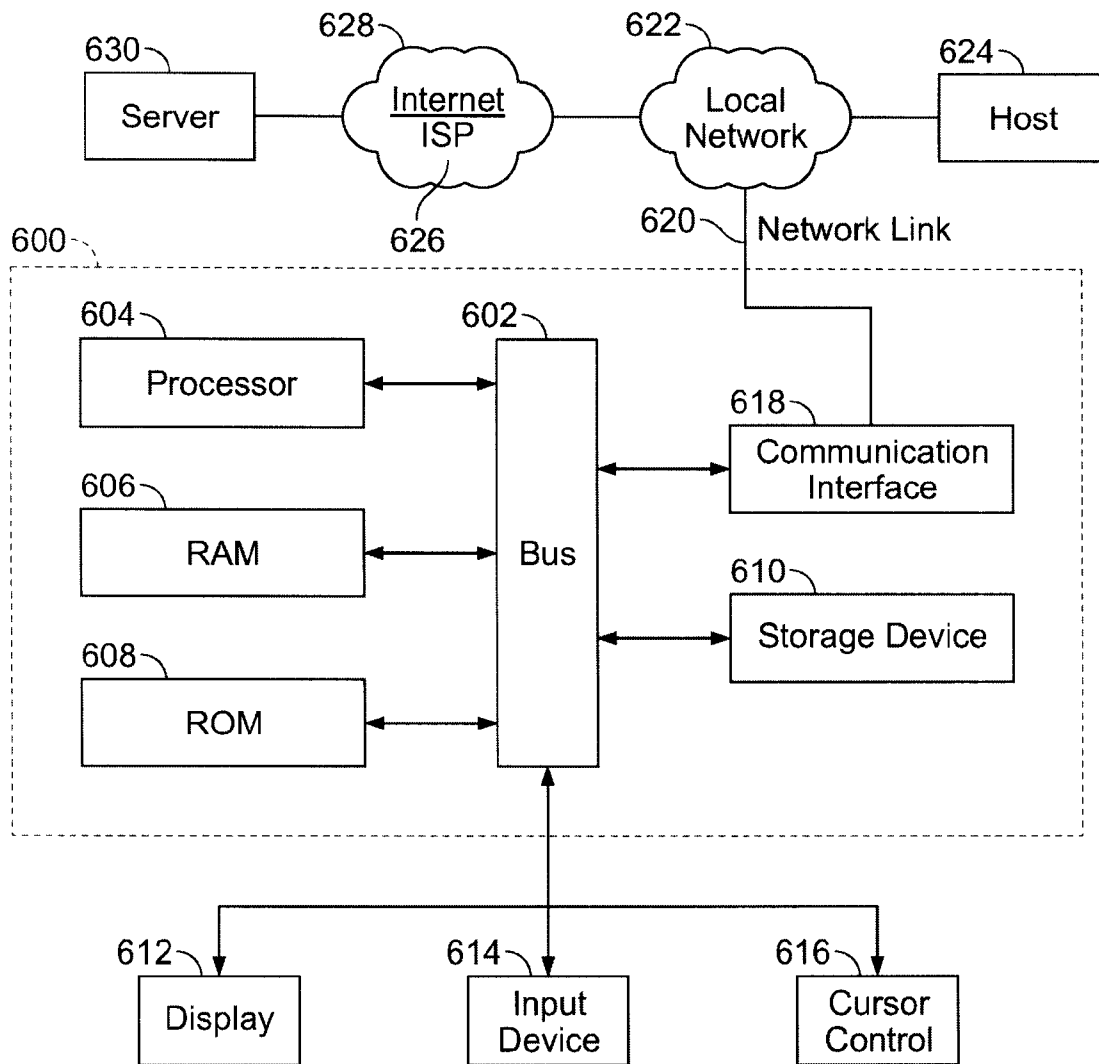 630
Server
628
Internet
ISP
626
622
Local
Network
624
Host
620
Network Link
600
604
Processor
602
Bus
618
Communication
Interface
606
RAM
610
Storage Device
608
ROM
612
Display
614
Input
Device
616
Cursor
Control